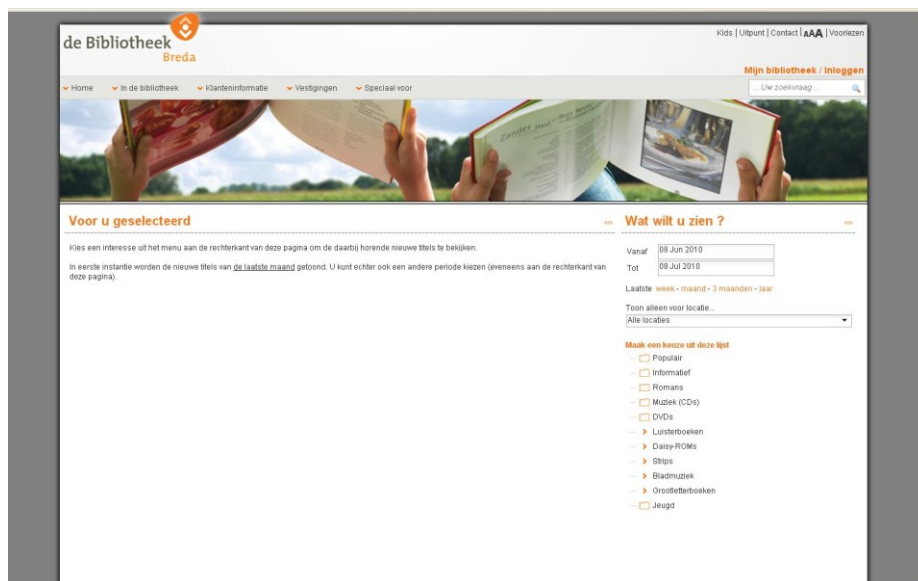 de Bibliotheek
Breda
Kids | Uitpunt | Contact | AAA | Voorlezen
Mijn bibliotheek / Inloggen
Home In de bibliotheek Klanteninformatie Vestigingen Speciaal voor
...Uw zoekvraag...
Zander
Voor u geselecteerd
Kies een interesse uit het menu aan de rechterkant van deze pagina om de daarbij horende nieuwe titels te bekijken.
In eerste instantie worden de nieuwe titels van de laatste maand getoond. U kunt echter ook een andere periode kiezen (eveneens aan de rechterkant van
deze pagina).
Wat wilt u zien ?
Vanaf 08 Jun 2010
Tot 08 Jul 2010
Laatste week - maand - 3 maanden - jaar
Toon alleen voor locatie...
Alle locaties
Maak een keuze uit deze lijst
Populair
Informatief
Romans
Muziek (CDs)
DVDs
Luisterboeken
Daisy-ROMs
Strips
Bladmuziek
Grootletterboeken
Jeugd